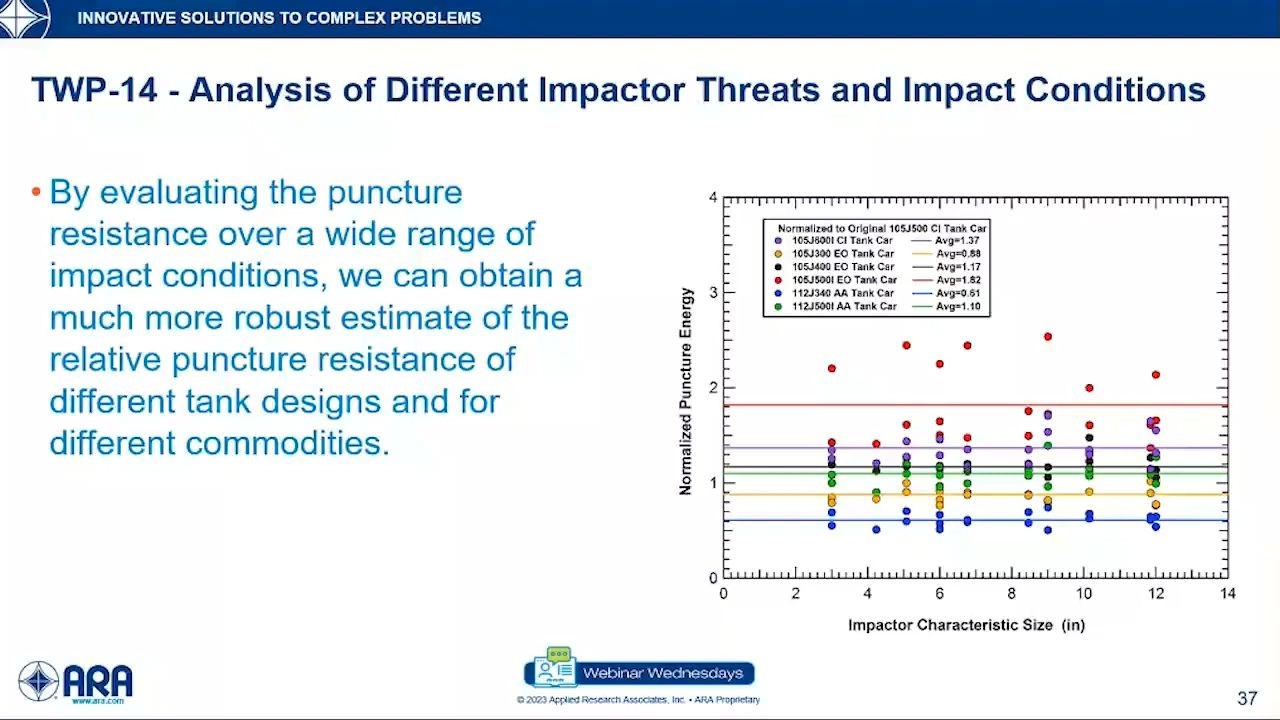 INNOVATIVE SOLUTIONS TO COMPLEX PROBLEMS
TWP-14 - Analysis of Different Impactor Threats and Impact Conditions
• By evaluating the puncture
resistance over a wide range of
impact conditions, we can obtain a
much more robust estimate of the
relative puncture resistance of
different tank designs and for
different commodities.
4
3
2
1
0
Normalized Puncture Energy
Normalized to Original 105J500 CI Tank Car
105J600I CI Tank Car Avg=1.37
105J300 EO Tank Car Avg=0.88
105J400 EO Tank Car Avg=1.17
105J500I EO Tank Car Avg=1.82
112J340 AA Tank Car Avg=0.61
112J500I AA Tank Car Avg=1.10
0 2 4 6 8 10 12 14
Impactor Characteristic Size (in)
ARA
www.ara.com
Webinar Wednesdays
© 2023 Applied Research Associates, Inc. • ARA Proprietary
37